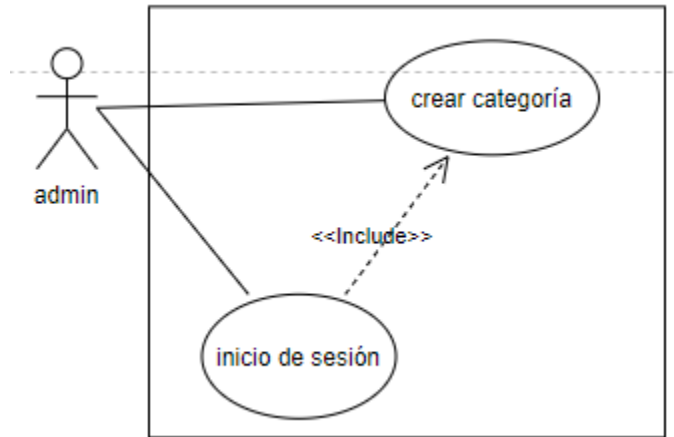 crear categoría
admin
<<Include>>
inicio de sesión